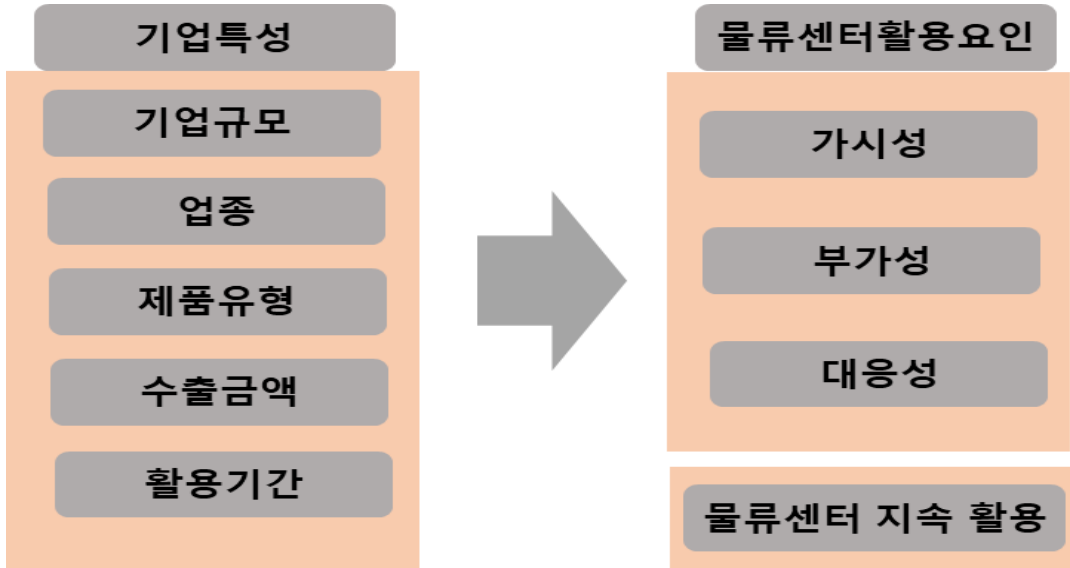 기업특성
기업규모
업종
제품유형
수출금액
활용기간
물류센터활용요인
가시성
부가성
대응성
물류센터 지속 활용